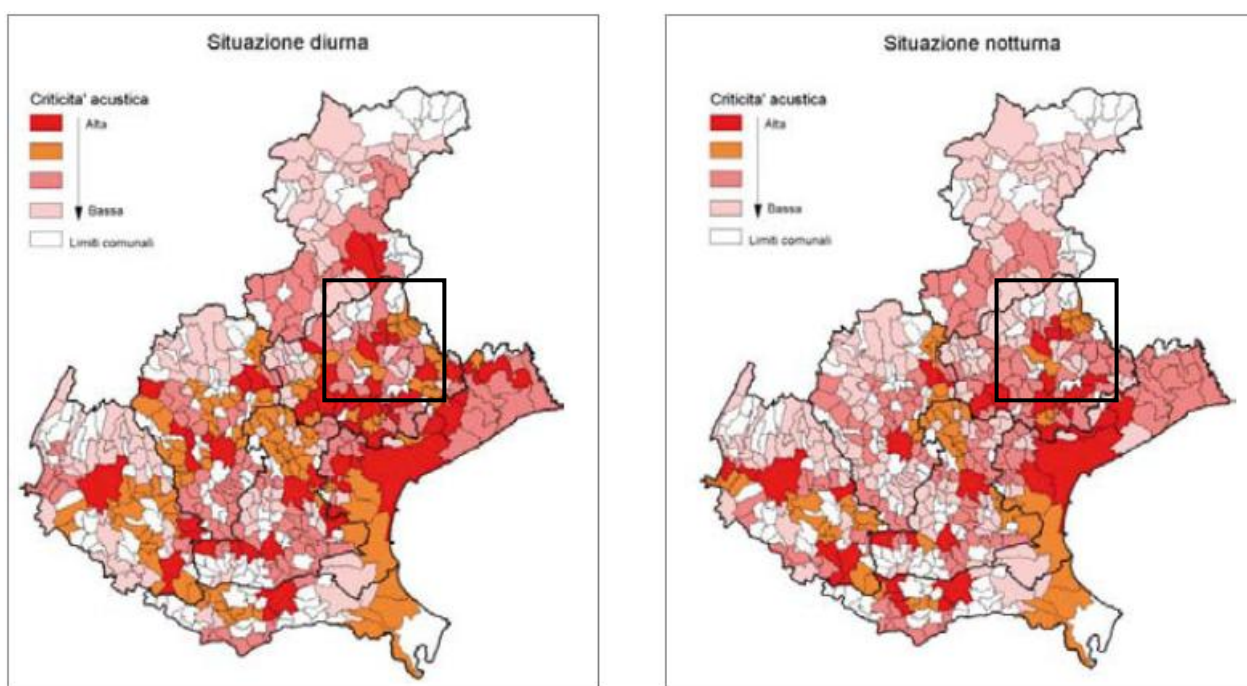 Situazione diurna
Criticita' acustica
Alta
Bassa
Limiti comunali
Situazione notturna
Criticita' acustica
Alta
Bassa
Limiti comunali